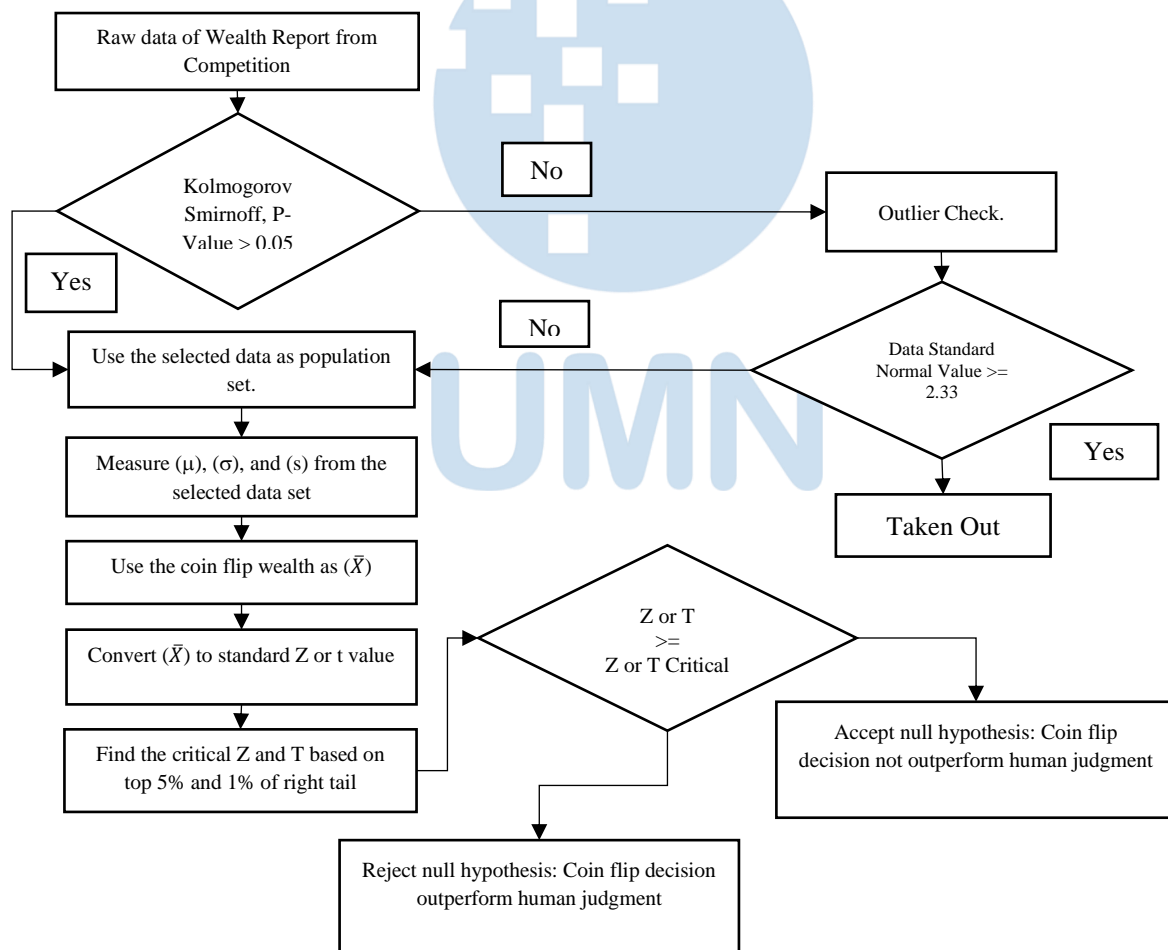 Raw data of Wealth Report from
Competition
No
Kolmogorov
Smirnoff, P-
Value > 0.05
Outlier Check.
Yes
No
Use the selected data as population
set.
Data Standard
Normal Value >=
2.33
UMN
Yes
Measure (μ), (σ), and (s) from the
selected data set
Taken Out
Use the coin flip wealth as (X̄)
Z or T
>=
Z or T Critical
Convert (X̄) to standard Z or t value
Find the critical Z and T based on
top 5% and 1% of right tail
Accept null hypothesis: Coin flip
decision not outperform human judgment
Reject null hypothesis: Coin flip decision
outperform human judgment